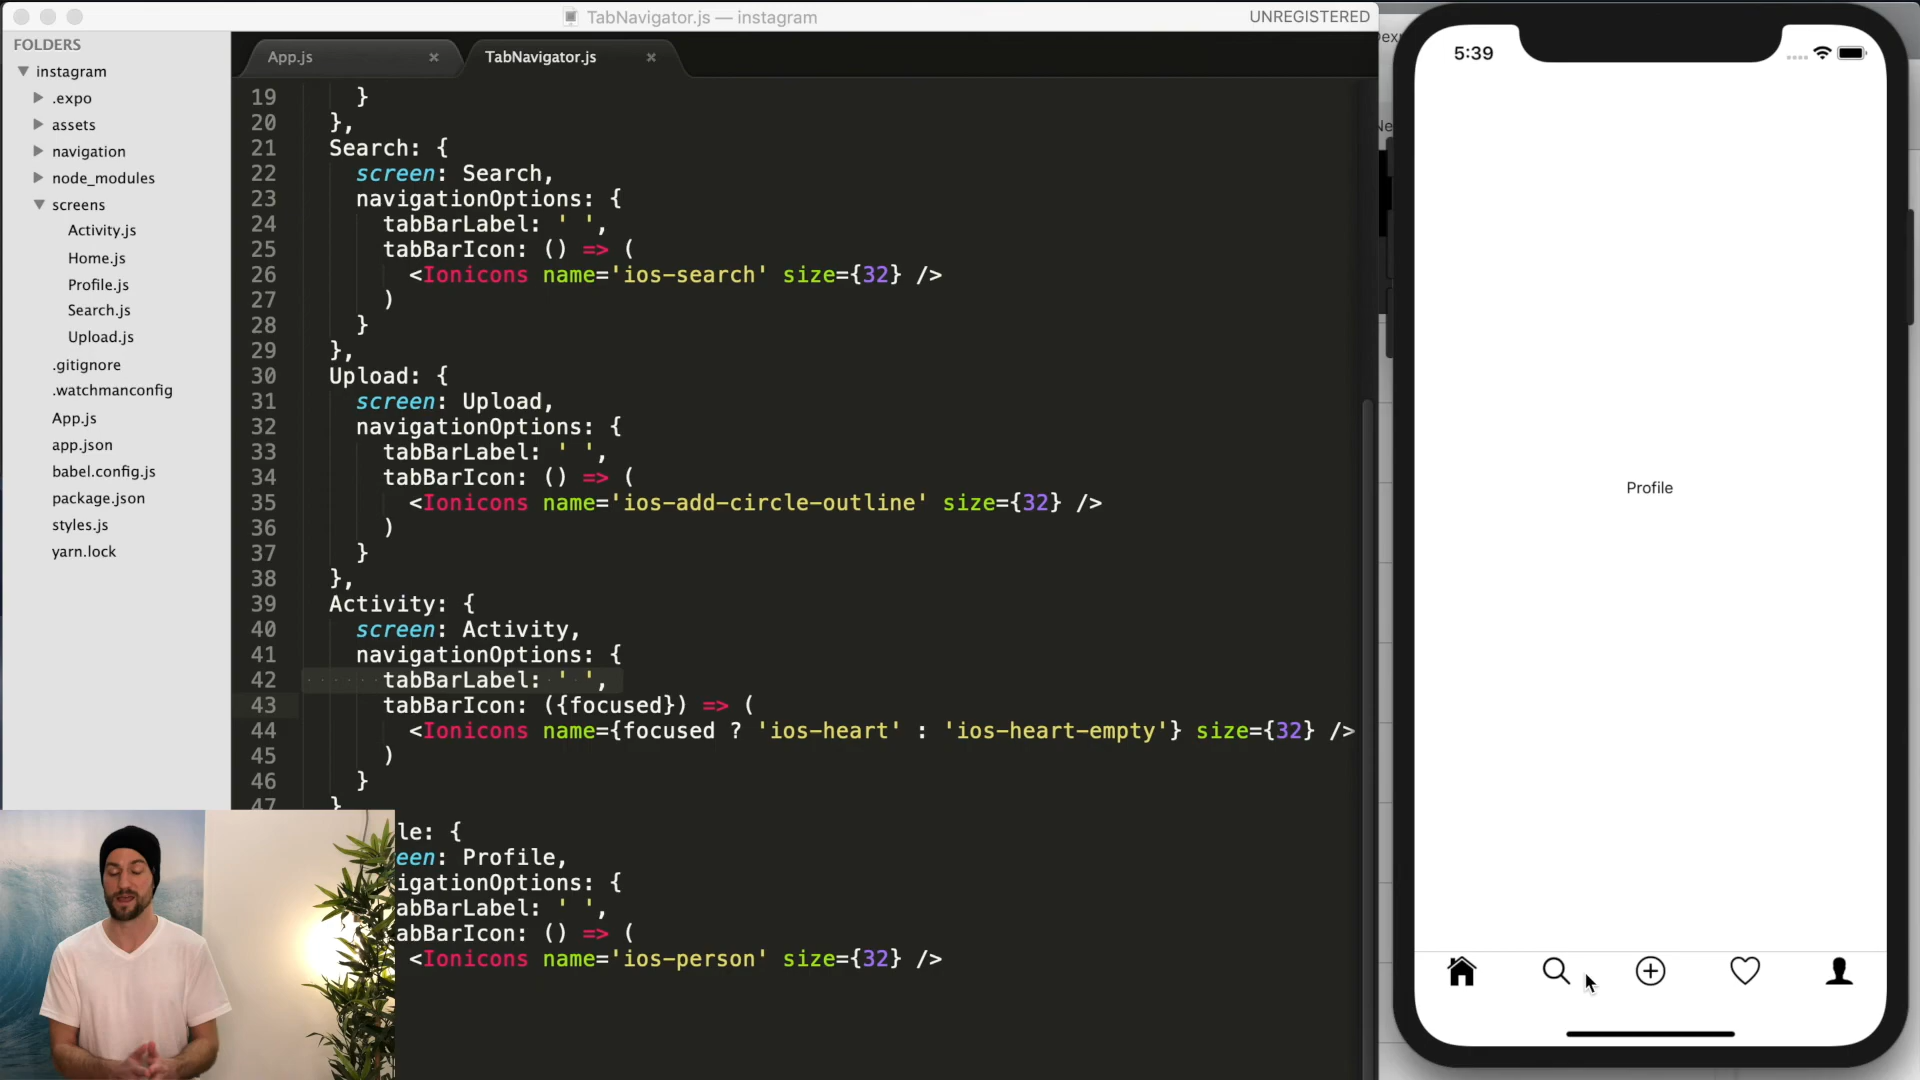 TabNavigator.js — instagram
UNREGISTERED
FOLDERS
instagram
.expo
assets
navigation
node_modules
screens
Activity.js
Home.js
Profile.js
Search.js
Upload.js
.gitignore
.watchmanconfig
App.js
app.json
babel.config.js
package.json
styles.js
yarn.lock
App.js
TabNavigator.js
19 }
20 },
21 Search: {
22 screen: Search,
23 navigationOptions: {
24 tabBarLabel: ' ',
25 tabBarIcon: () => (
26 <Ionicons name='ios-search' size={32} />
27 )
28 }
29 },
30 Upload: {
31 screen: Upload,
32 navigationOptions: {
33 tabBarLabel: ' ',
34 tabBarIcon: () => (
35 <Ionicons name='ios-add-circle-outline' size={32} />
36 )
37 }
38 },
39 Activity: {
40 screen: Activity,
41 navigationOptions: {
42 tabBarLabel: ' ',
43 tabBarIcon: ({focused}) => (
44 <Ionicons name={focused ? 'ios-heart' : 'ios-heart-empty'} size={32} />
45 )
46 }
47 }
le: {
een: Profile,
igationOptions: {
abBarLabel: ' ',
abBarIcon: () => (
<Ionicons name='ios-person' size={32} />
5:39
Profile